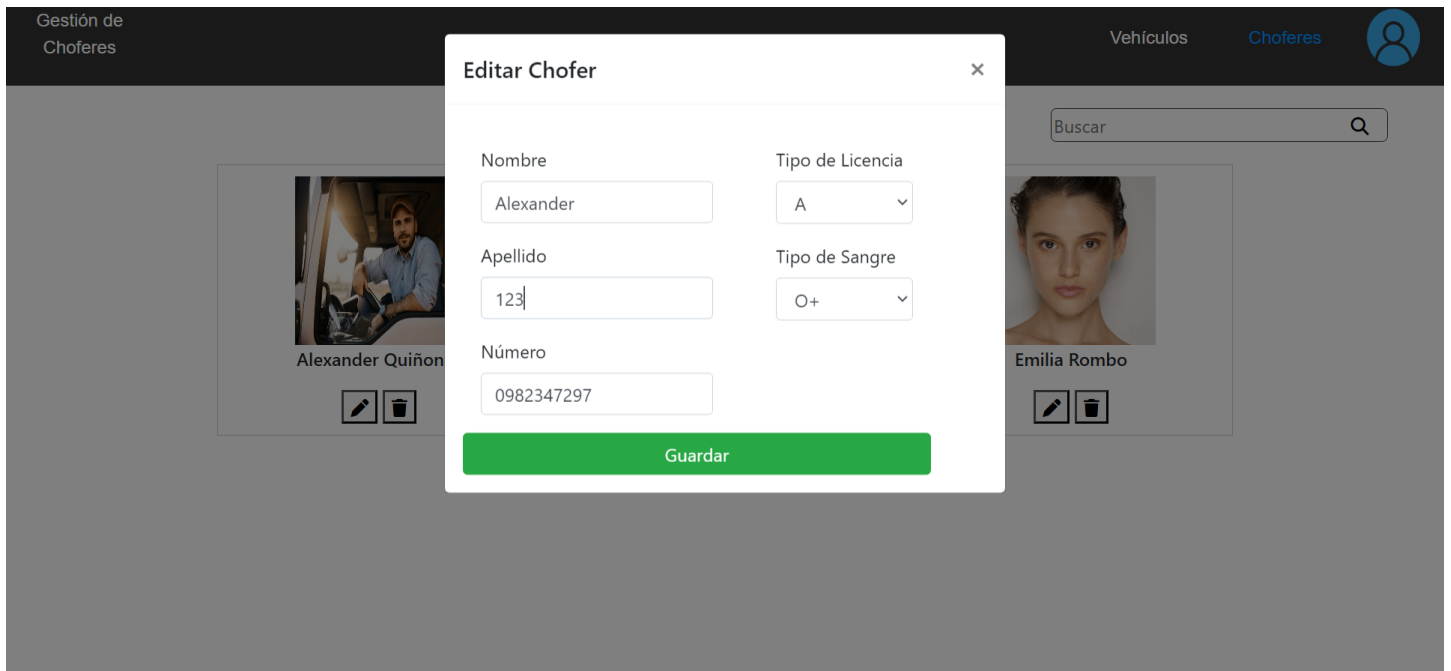 Gestión de
Choferes
Vehículos
Choferes
Editar Chofer
×
Buscar
Nombre
Tipo de Licencia
Alexander
A
Apellido
Tipo de Sangre
123
O+
Número
0982347297
Guardar
Alexander Quiñon
Emilia Rombo